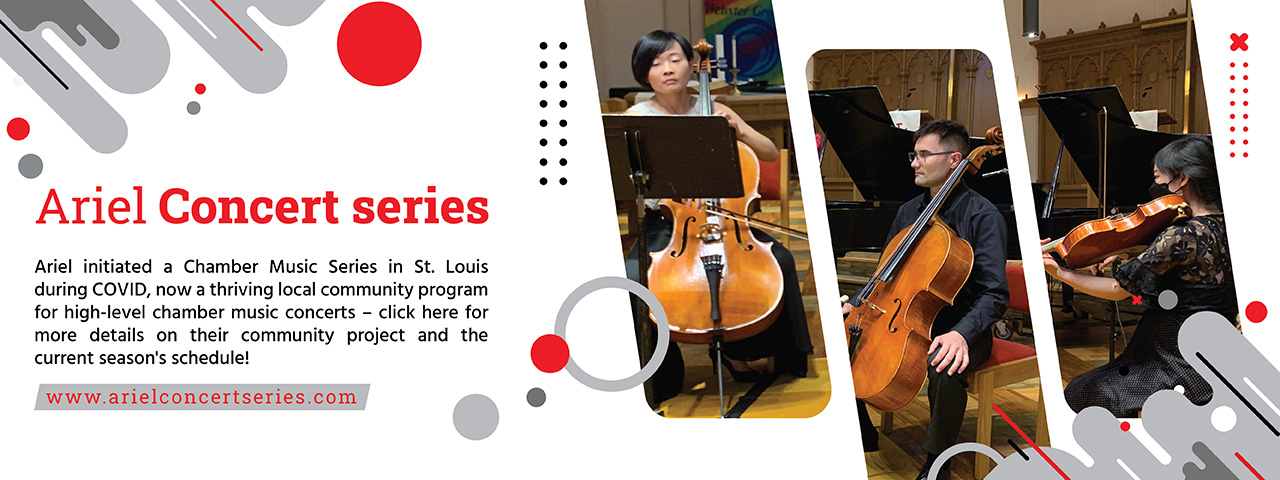 Webster Gr
Ariel Concert series
Ariel initiated a Chamber Music Series in St. Louis
during COVID, now a thriving local community program
for high-level chamber music concerts – click here for
more details on their community project and the
current season's schedule!
www.arielconcertseries.com